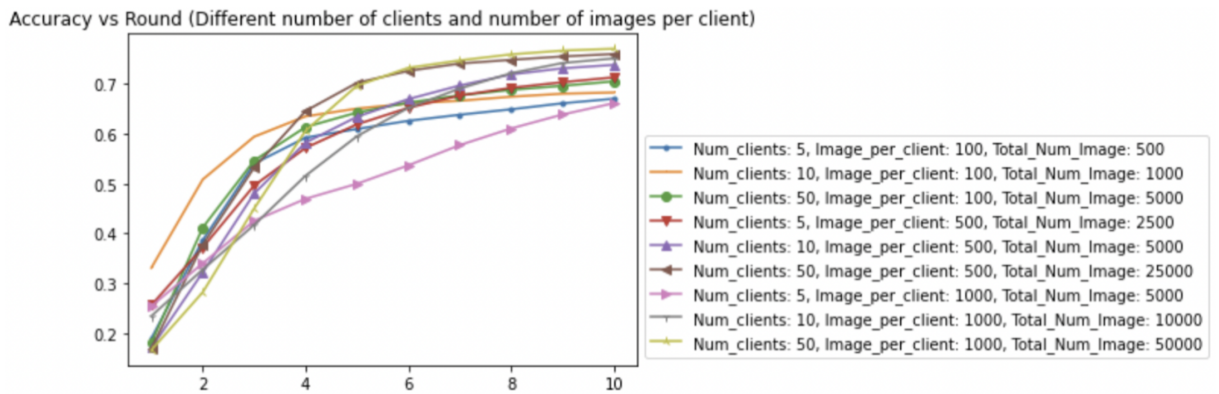 Accuracy vs Round (Different number of clients and number of images per client)
0.7
0.6
0.5
0.4
0.3
0.2
2 4 6 8 10
Num_clients: 5, Image_per_client: 100, Total_Num_Image: 500
Num_clients: 10, Image_per_client: 100, Total_Num_Image: 1000
Num_clients: 50, Image_per_client: 100, Total_Num_Image: 5000
Num_clients: 5, Image_per_client: 500, Total_Num_Image: 2500
Num_clients: 10, Image_per_client: 500, Total_Num_Image: 5000
Num_clients: 50, Image_per_client: 500, Total_Num_Image: 25000
Num_clients: 5, Image_per_client: 1000, Total_Num_Image: 5000
Num_clients: 10, Image_per_client: 1000, Total_Num_Image: 10000
Num_clients: 50, Image_per_client: 1000, Total_Num_Image: 50000